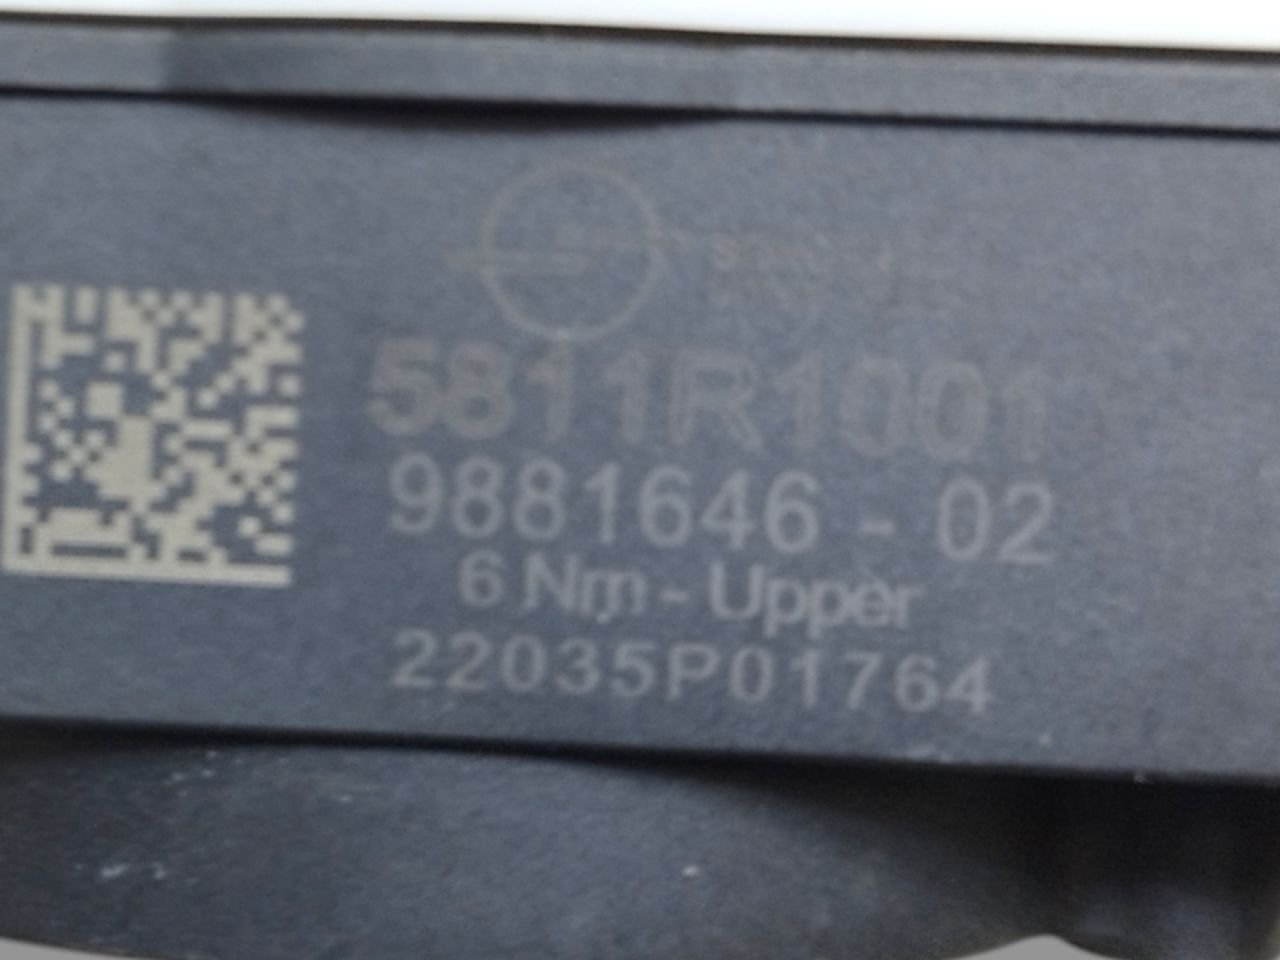 5811R1001
9881646 - 02
6 Nm - Upper
22035P01764